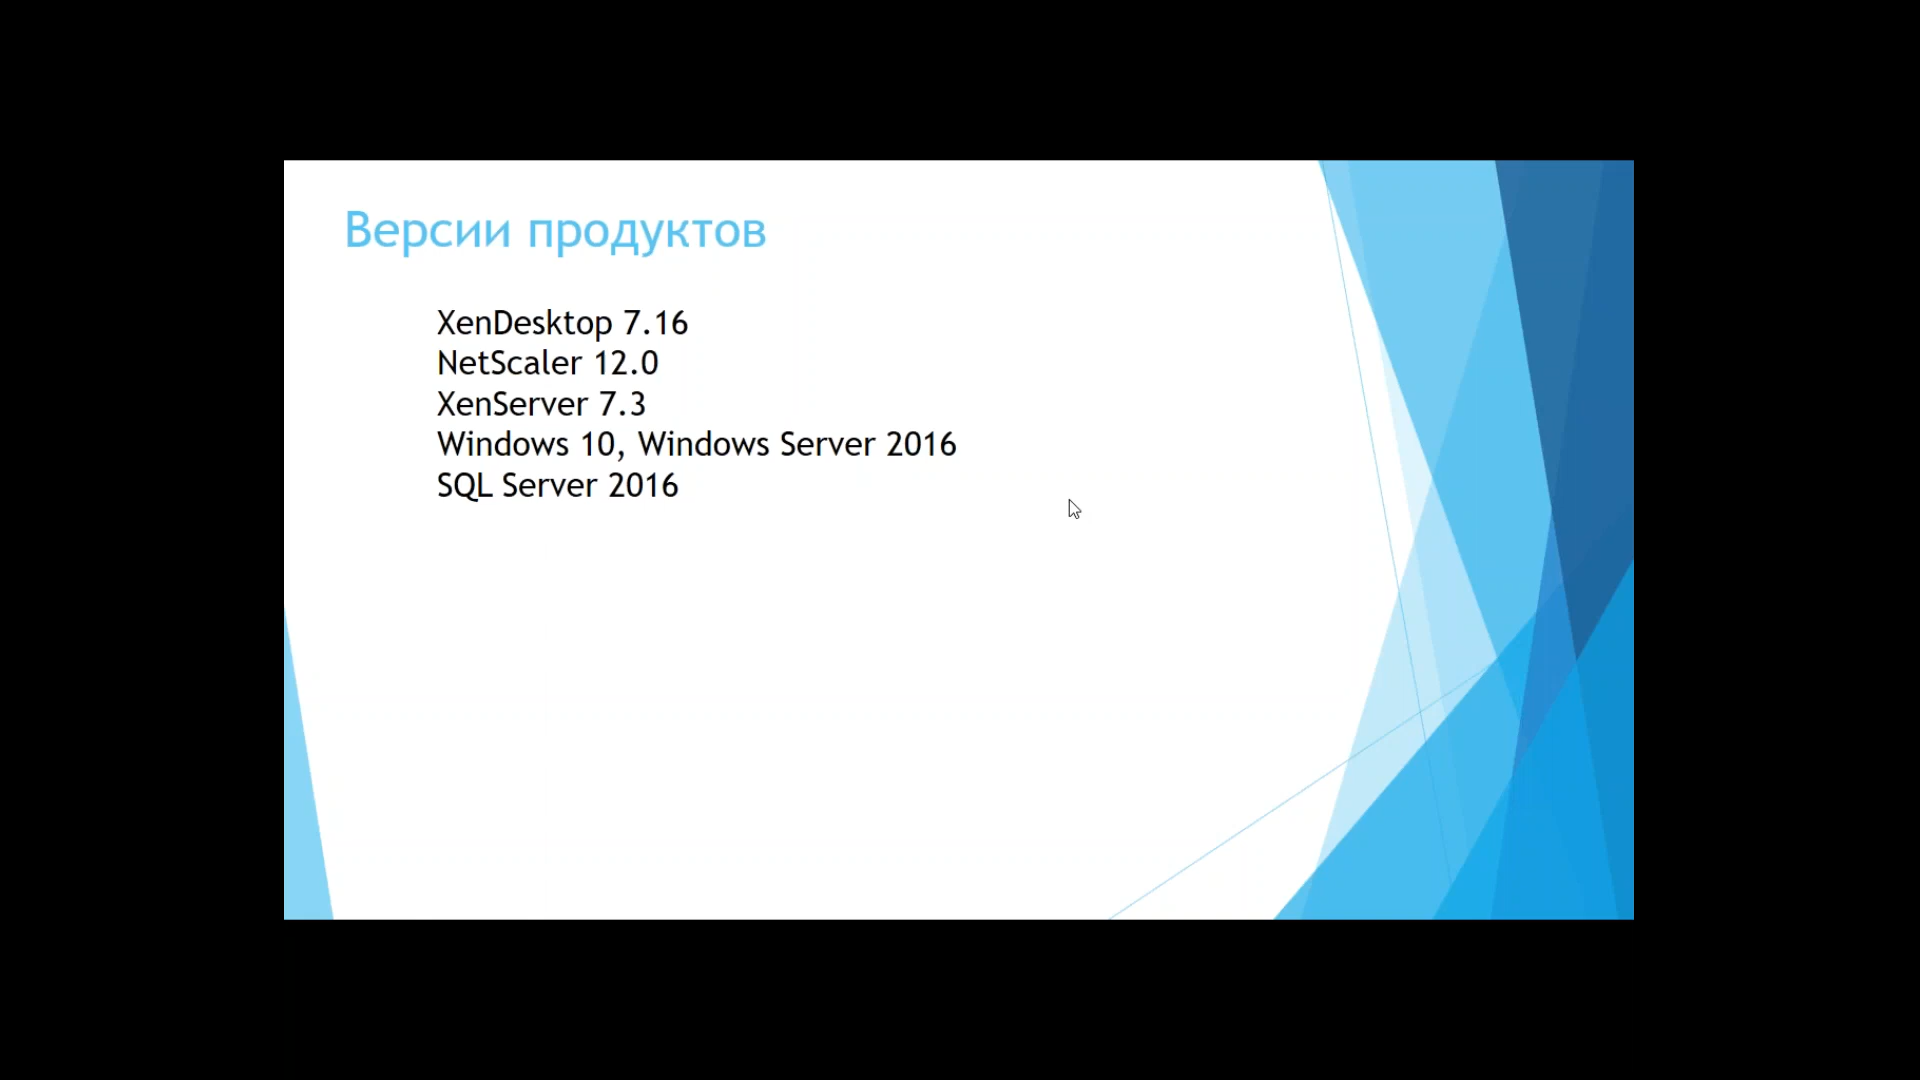 Версии продуктов
XenDesktop 7.16
NetScaler 12.0
XenServer 7.3
Windows 10, Windows Server 2016
SQL Server 2016